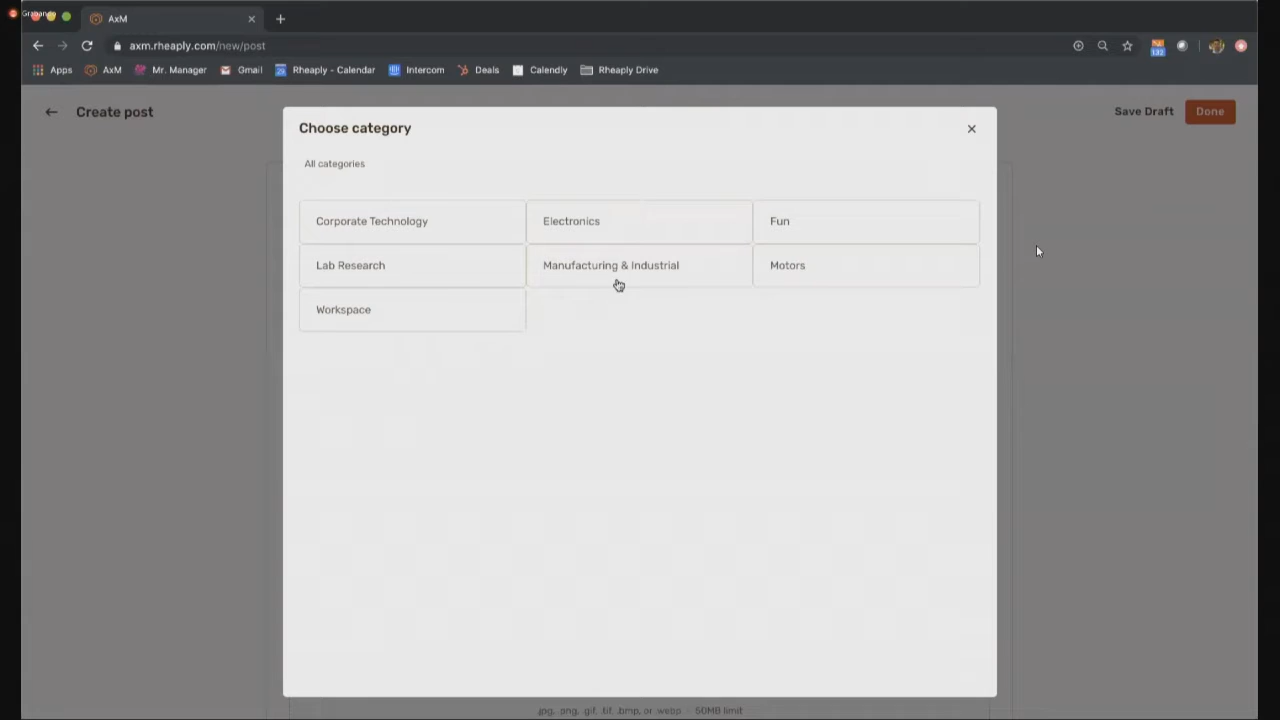 Grabando
AxM
axm.rheaply.com/new/post
Apps AxM Mr. Manager Gmail Rheaply - Calendar Intercom Deals Calendly Rheaply Drive
Create post
Save Draft Done
Choose category
All categories
Corporate Technology Electronics Fun
Lab Research Manufacturing & Industrial Motors
Workspace
.jpg, .png, .gif, .tif, .bmp, or .webp - 50MB limit